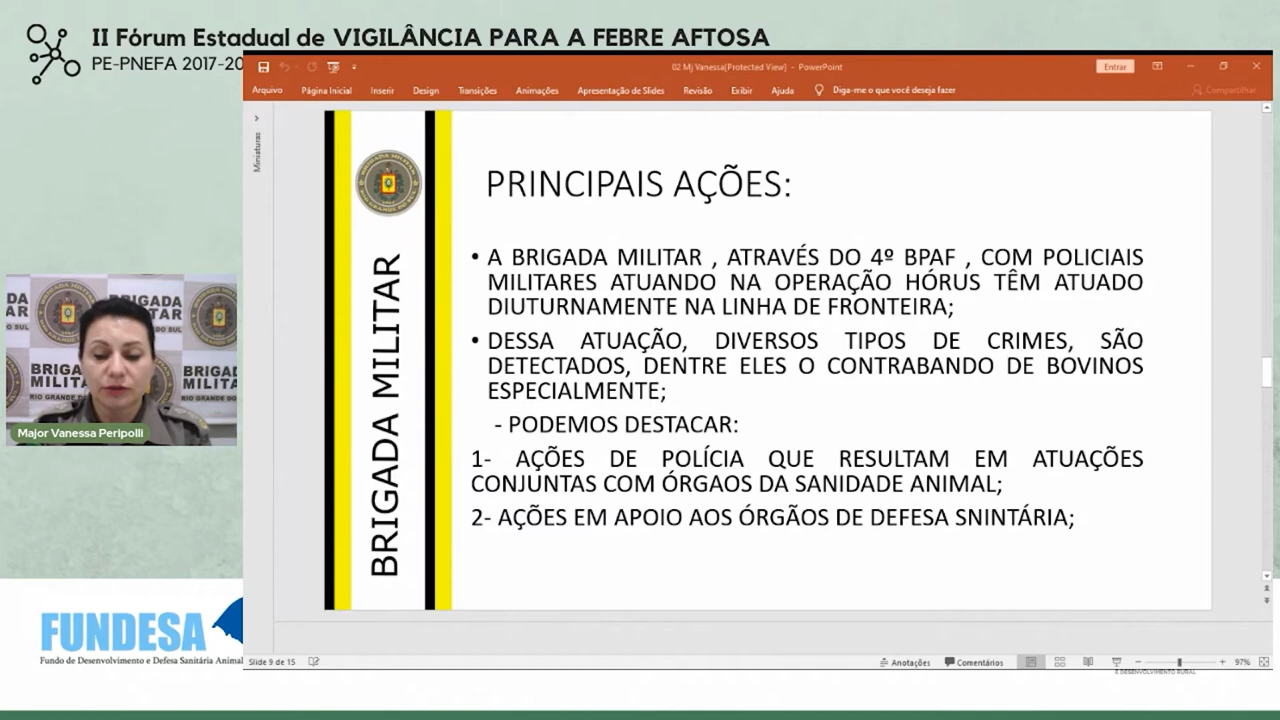 II Fórum Estadual de VIGILÂNCIA PARA A FEBRE AFTOSA
PE-PNEFA 2017-20
02 Mj Vanessa[Protected View] - PowerPoint
Entrar
Arquivo Página Inicial Inserir Design Transições Animações Apresentação de Slides Revisão Exibir Ajuda Diga-me o que você deseja fazer Compartilhar
Miniaturas
BRIGADA MILITAR
PRINCIPAIS AÇÕES:
• A BRIGADA MILITAR , ATRAVÉS DO 4º BPAF , COM POLICIAIS
MILITARES ATUANDO NA OPERAÇÃO HÓRUS TÊM ATUADO
DIUTURNAMENTE NA LINHA DE FRONTEIRA;
• DESSA ATUAÇÃO, DIVERSOS TIPOS DE CRIMES, SÃO
DETECTADOS, DENTRE ELES O CONTRABANDO DE BOVINOS
ESPECIALMENTE;
- PODEMOS DESTACAR:
1- AÇÕES DE POLÍCIA QUE RESULTAM EM ATUAÇÕES
CONJUNTAS COM ÓRGAOS DA SANIDADE ANIMAL;
2- AÇÕES EM APOIO AOS ÓRGÃOS DE DEFESA SNINTÁRIA;
BRIGADA
MILITAR
RIO GRANDE DO
Major Vanessa Peripolli
FUNDESA
Fundo de Desenvolvimento e Defesa Sanitária Animal
Slide 9 de 15
Anotações Comentários 97%
E DESENVOLVIMENTO RURAL